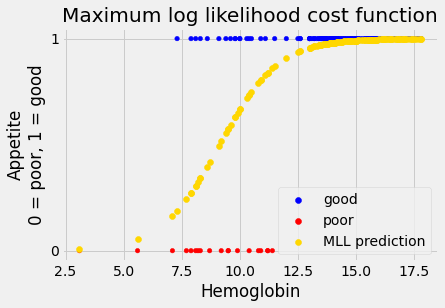 Maximum log likelihood cost function
Appetite
0 = poor, 1 = good
1
0
good
poor
MLL prediction
2.5 5.0 7.5 10.0 12.5 15.0 17.5
Hemoglobin